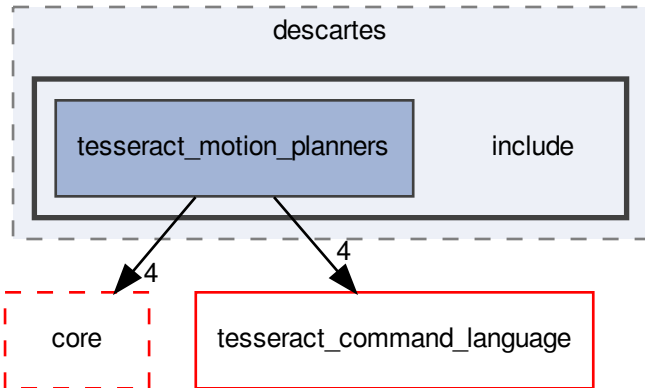 descartes
tesseract_motion_planners
include
4
4
core
tesseract_command_language